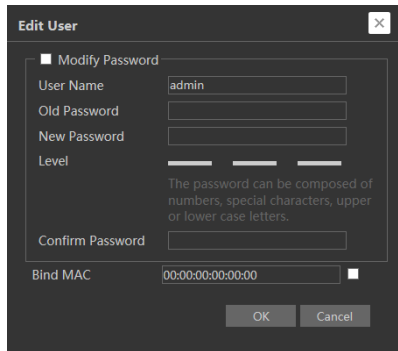 Edit User
Modify Password
User Name admin
Old Password
New Password
Level
The password can be composed of
numbers, special characters, upper
or lower case letters.
Confirm Password
Bind MAC 00:00:00:00:00:00
OK Cancel